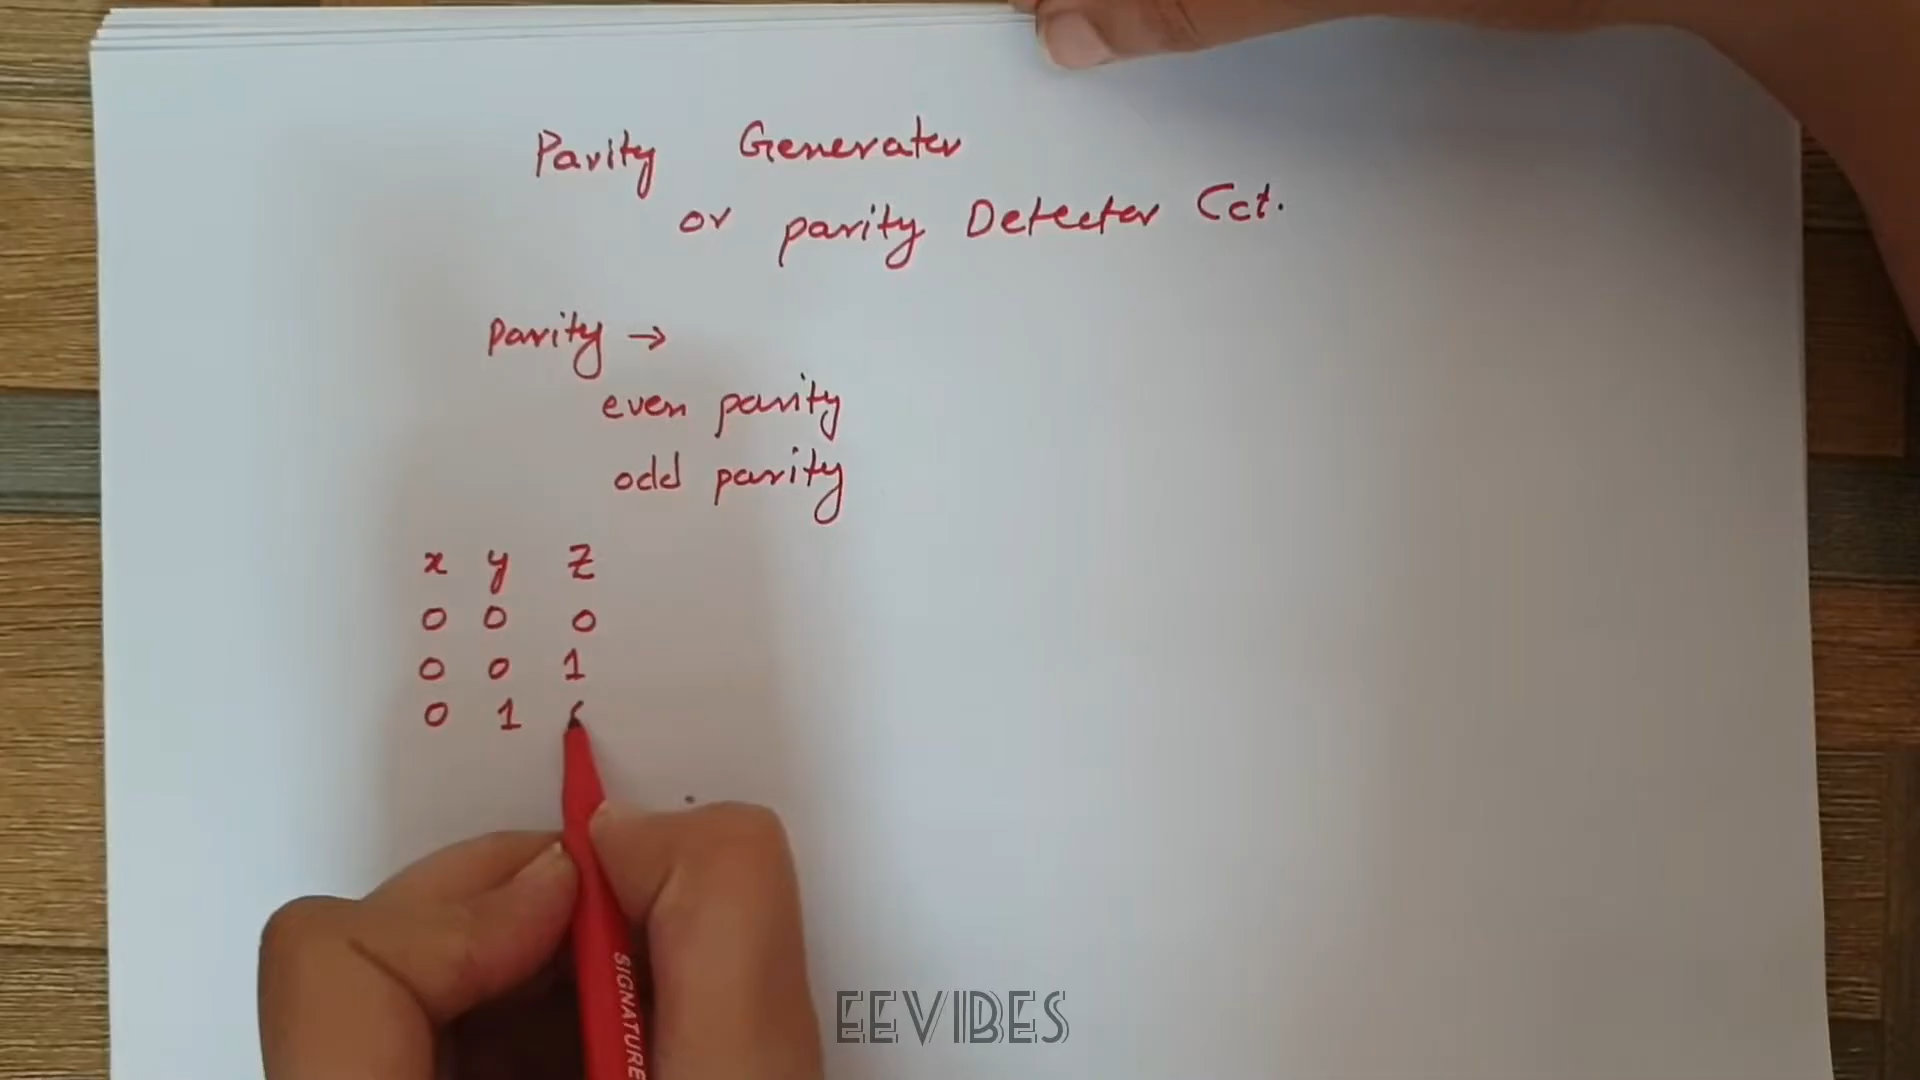 Parity Generater
or parity Detecter Cct.
parity →
even parity
odd parity
x y z
0 0 0
0 0 1
0 1
SIGNATURE
EEVIBES